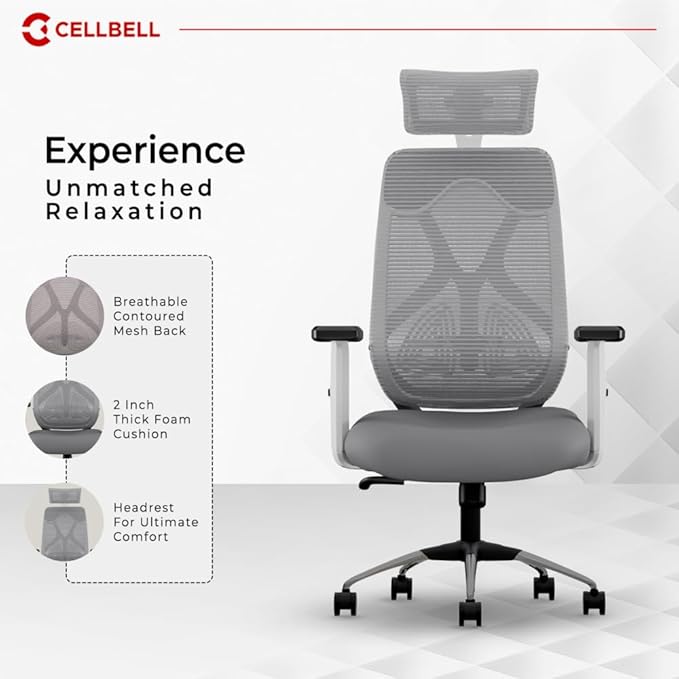 CELLBELL
Experience
Unmatched
Relaxation
Breathable
Contoured
Mesh Back
2 Inch
Thick Foam
Cushion
Headrest
For Ultimate
Comfort